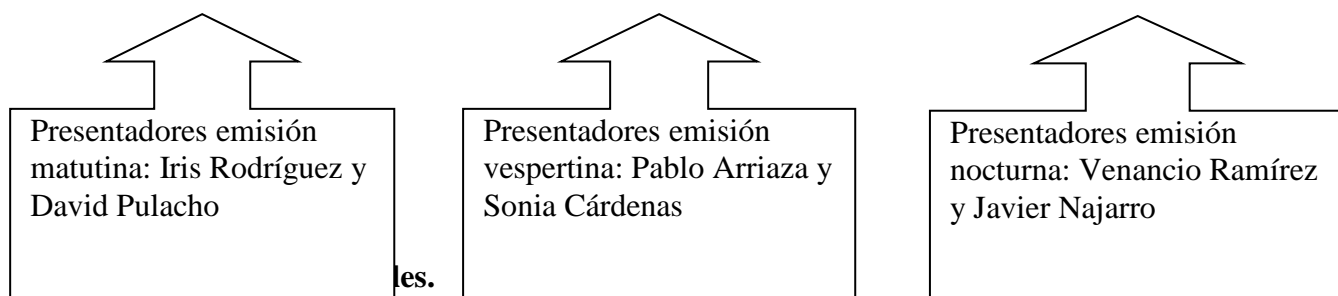 Presentadores emisión
matutina: Iris Rodríguez y
David Pulacho
Presentadores emisión
vespertina: Pablo Arriaza y
Sonia Cárdenas
Presentadores emisión
nocturna: Venancio Ramírez
y Javier Najarro